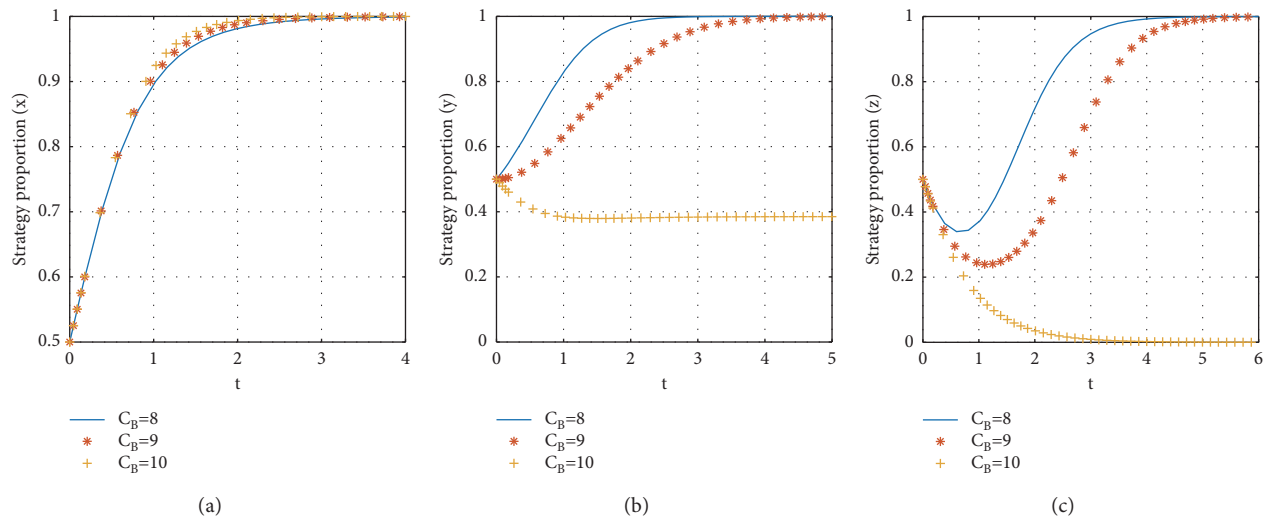 Strategy proportion (x)
1
0.9
0.8
0.7
0.6
0.5
0 1 2 3 4
t
C_B=8
C_B=9
C_B=10
(a)
Strategy proportion (y)
1
0.8
0.6
0.4
0.2
0
0 1 2 3 4 5
t
C_B=8
C_B=9
C_B=10
(b)
Strategy proportion (z)
1
0.8
0.6
0.4
0.2
0
0 1 2 3 4 5 6
t
C_B=8
C_B=9
C_B=10
(c)